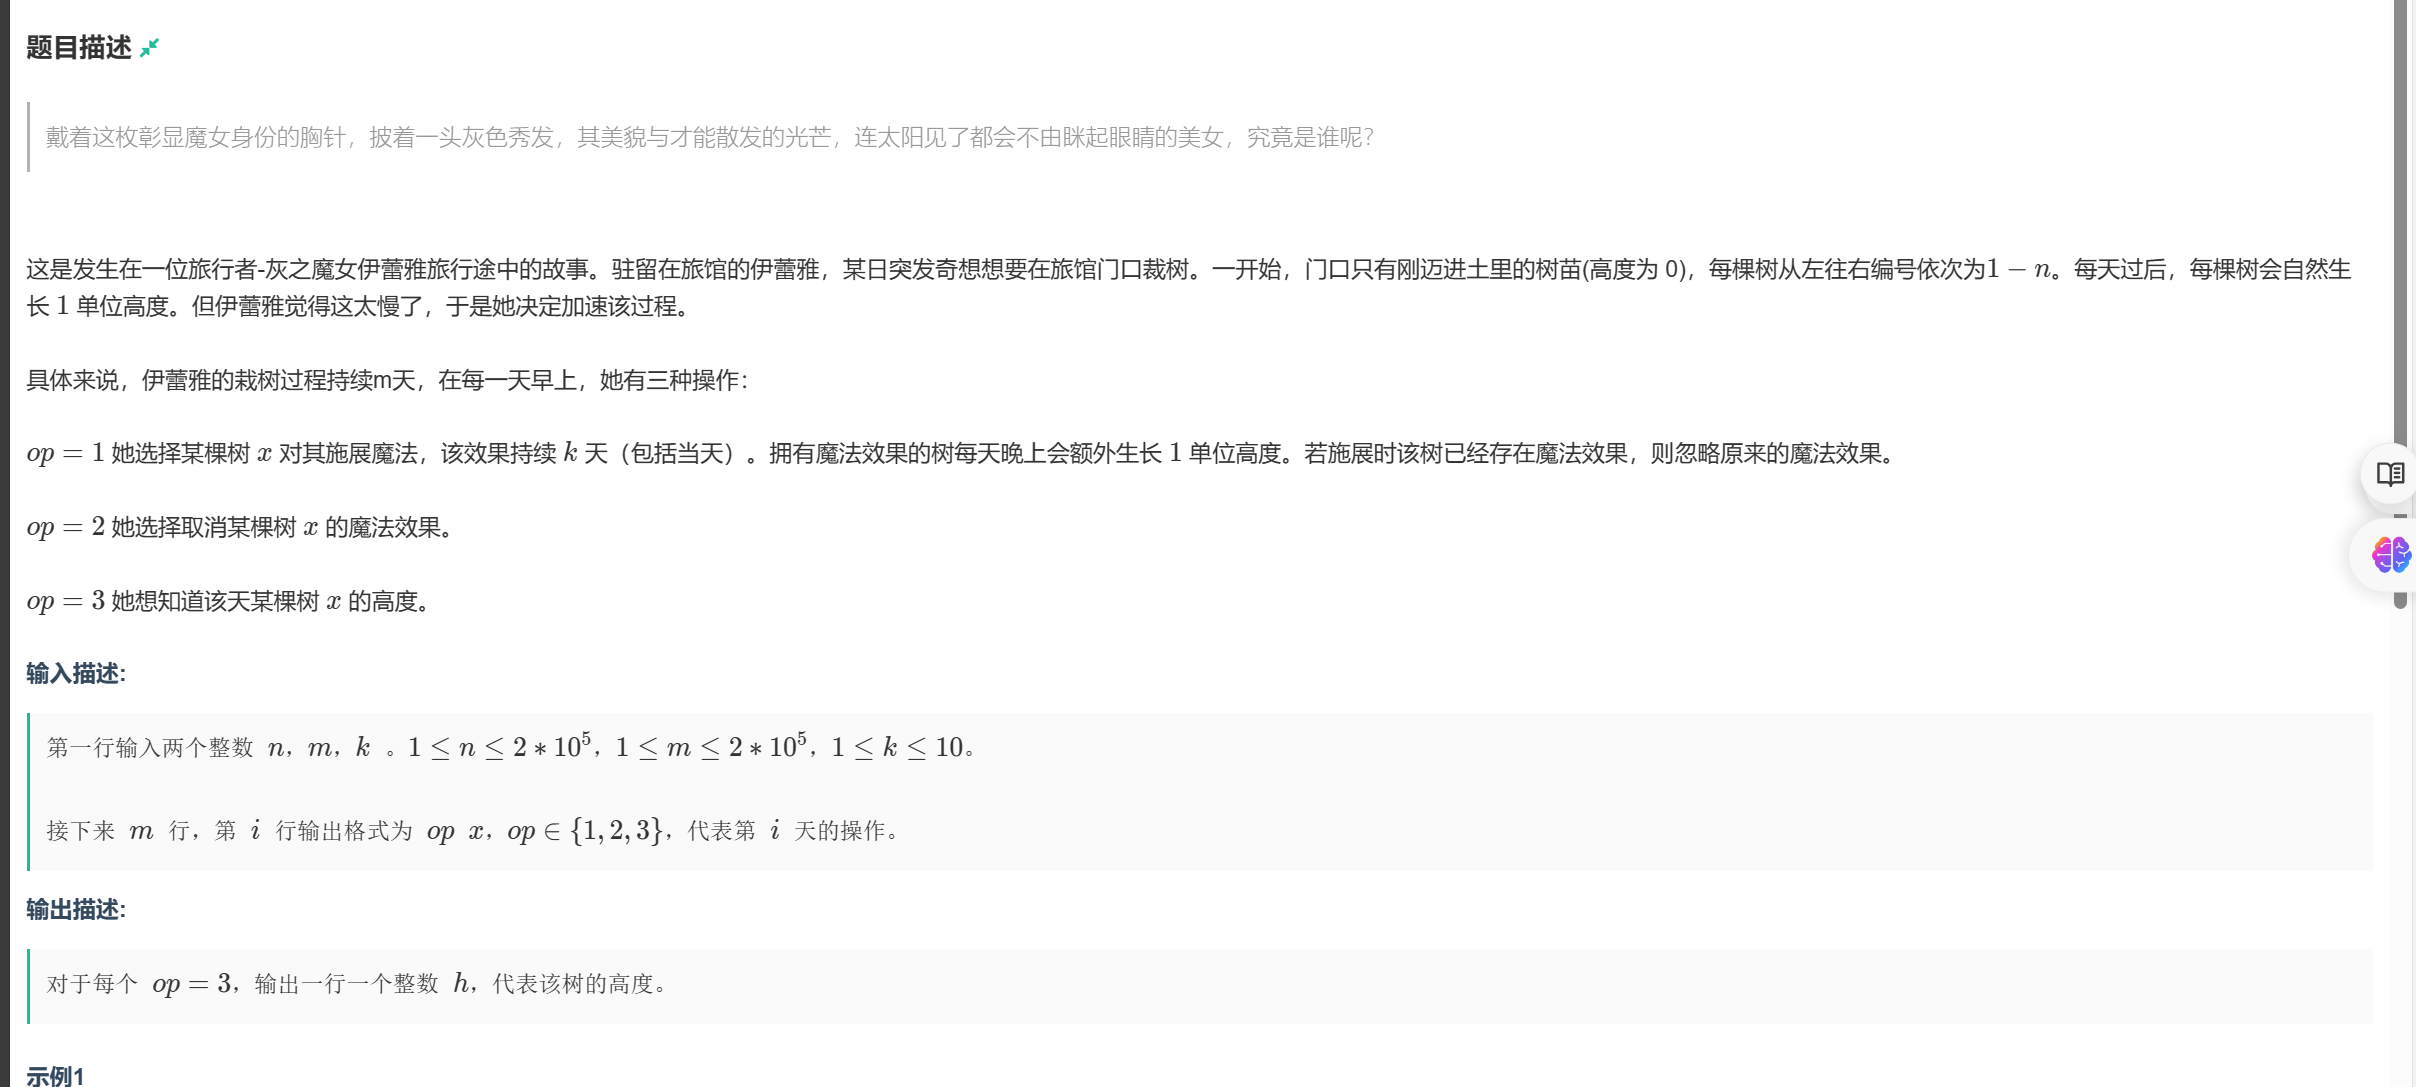 题目描述
戴着这枚彰显魔女身份的胸针，披着一头灰色秀发，其美貌与才能散发的光芒，连太阳见了都会不由眯起眼睛的美女，究竟是谁呢？
这是发生在一位旅行者-灰之魔女伊蕾雅旅行途中的故事。驻留在旅馆的伊蕾雅，某日突发奇想想要在旅馆门口裁树。一开始，门口只有刚迈进土里的树苗(高度为 0)，每棵树从左往右编号依次为1 − n。每天过后，每棵树会自然生
长 1 单位高度。但伊蕾雅觉得这太慢了，于是她决定加速该过程。
具体来说，伊蕾雅的栽树过程持续m天，在每一天早上，她有三种操作：
op = 1 她选择某棵树 x 对其施展魔法，该效果持续 k 天（包括当天）。拥有魔法效果的树每天晚上会额外生长 1 单位高度。若施展时该树已经存在魔法效果，则忽略原来的魔法效果。
op = 2 她选择取消某棵树 x 的魔法效果。
op = 3 她想知道该天某棵树 x 的高度。
输入描述:
第一行输入两个整数 n，m，k 。1 ≤ n ≤ 2 ∗ 10⁵，1 ≤ m ≤ 2 ∗ 10⁵，1 ≤ k ≤ 10。
接下来 m 行，第 i 行输出格式为 op x，op ∈ {1, 2, 3}，代表第 i 天的操作。
输出描述:
对于每个 op = 3，输出一行一个整数 h，代表该树的高度。
示例1